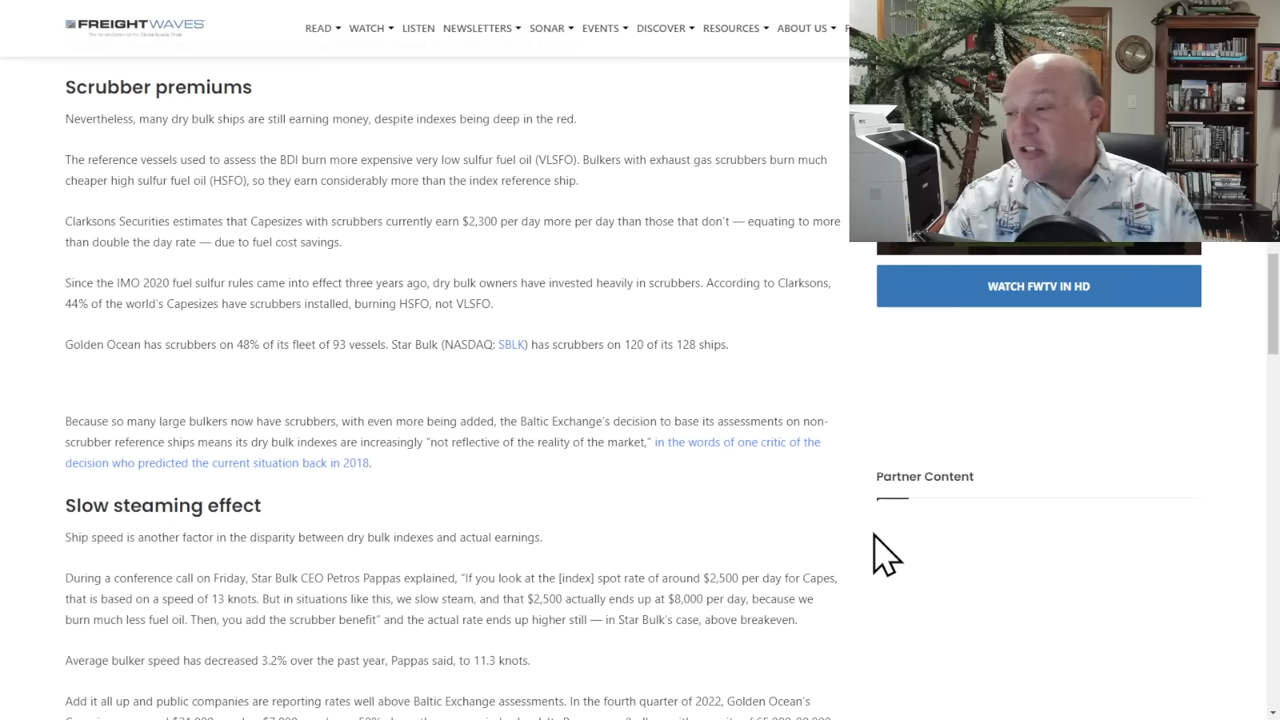 FREIGHTWAVES
READ WATCH LISTEN NEWSLETTERS SONAR EVENTS DISCOVER RESOURCES ABOUT US
Scrubber premiums
Nevertheless, many dry bulk ships are still earning money, despite indexes being deep in the red.
The reference vessels used to assess the BDI burn more expensive very low sulfur fuel oil (VLSFO). Bulkers with exhaust gas scrubbers burn much
cheaper high sulfur fuel oil (HSFO), so they earn considerably more than the index reference ship.
Clarksons Securities estimates that Capesizes with scrubbers currently earn $2,300 per day more per day than those that don't — equating to more
than double the day rate — due to fuel cost savings.
Since the IMO 2020 fuel sulfur rules came into effect three years ago, dry bulk owners have invested heavily in scrubbers. According to Clarksons,
44% of the world's Capesizes have scrubbers installed, burning HSFO, not VLSFO.
WATCH FWTV IN HD
Golden Ocean has scrubbers on 48% of its fleet of 93 vessels. Star Bulk (NASDAQ: SBLK) has scrubbers on 120 of its 128 ships.
Because so many large bulkers now have scrubbers, with even more being added, the Baltic Exchange's decision to base its assessments on non-
scrubber reference ships means its dry bulk indexes are increasingly "not reflective of the reality of the market," in the words of one critic of the
decision who predicted the current situation back in 2018.
Partner Content
Slow steaming effect
Ship speed is another factor in the disparity between dry bulk indexes and actual earnings.
During a conference call on Friday, Star Bulk CEO Petros Pappas explained, "If you look at the [index] spot rate of around $2,500 per day for Capes,
that is based on a speed of 13 knots. But in situations like this, we slow steam, and that $2,500 actually ends up at $8,000 per day, because we
burn much less fuel oil. Then, you add the scrubber benefit" and the actual rate ends up higher still — in Star Bulk's case, above breakeven.
Average bulker speed has decreased 3.2% over the past year, Pappas said, to 11.3 knots.
Add it all up and public companies are reporting rates well above Baltic Exchange assessments. In the fourth quarter of 2022, Golden Ocean's